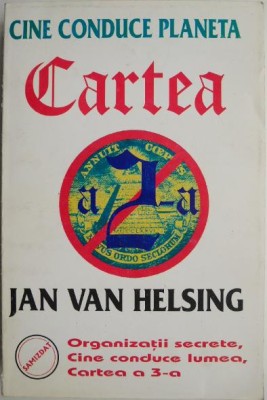 CINE CONDUCE PLANETA
Cartea
ANNUIT CŒPTIS
a 3 a
NOVUS ORDO SECLORUM
JAN VAN HELSING
SAMIZDAT
Organizații secrete,
Cine conduce lumea,
Cartea a 3-a